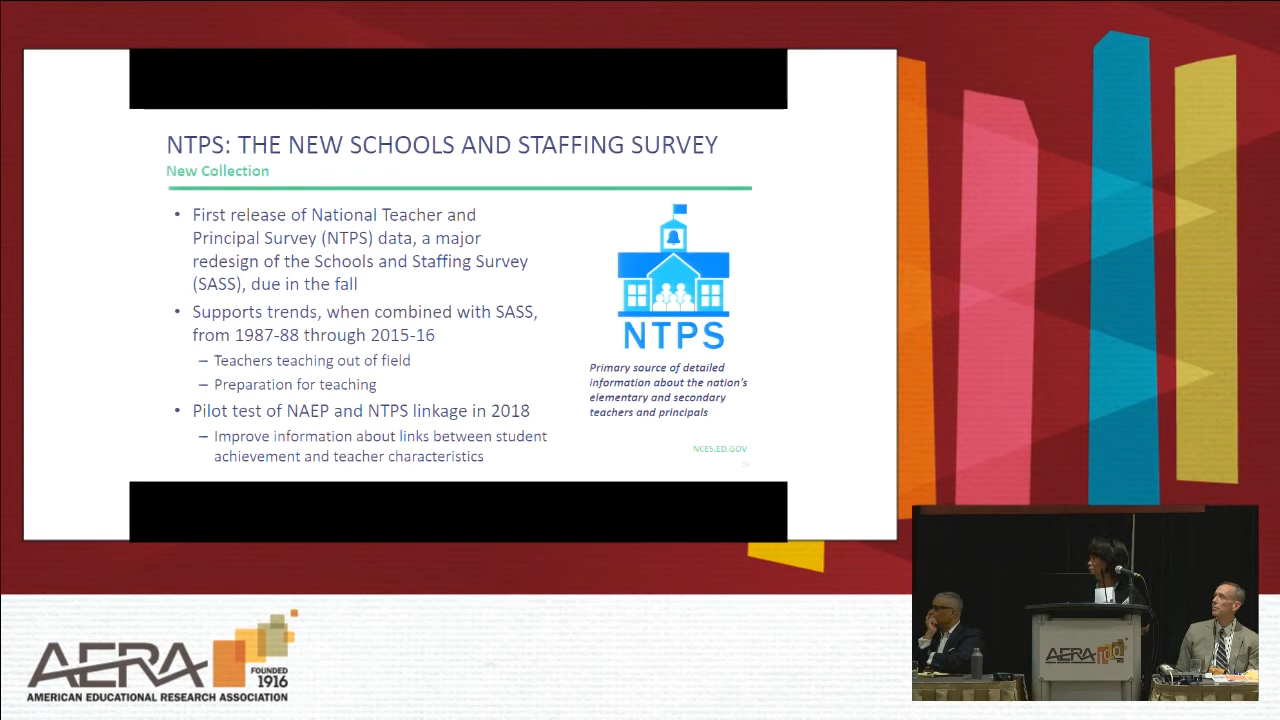 NTPS: THE NEW SCHOOLS AND STAFFING SURVEY
New Collection
• First release of National Teacher and
Principal Survey (NTPS) data, a major
redesign of the Schools and Staffing Survey
(SASS), due in the fall
• Supports trends, when combined with SASS,
from 1987-88 through 2015-16
– Teachers teaching out of field
– Preparation for teaching
• Pilot test of NAEP and NTPS linkage in 2018
– Improve information about links between student
achievement and teacher characteristics
NTPS
Primary source of detailed
information about the nation's
elementary and secondary
teachers and principals
NCES.ED.GOV
54
AERA
FOUNDED
1916
AMERICAN EDUCATIONAL RESEARCH ASSOCIATION
AERA